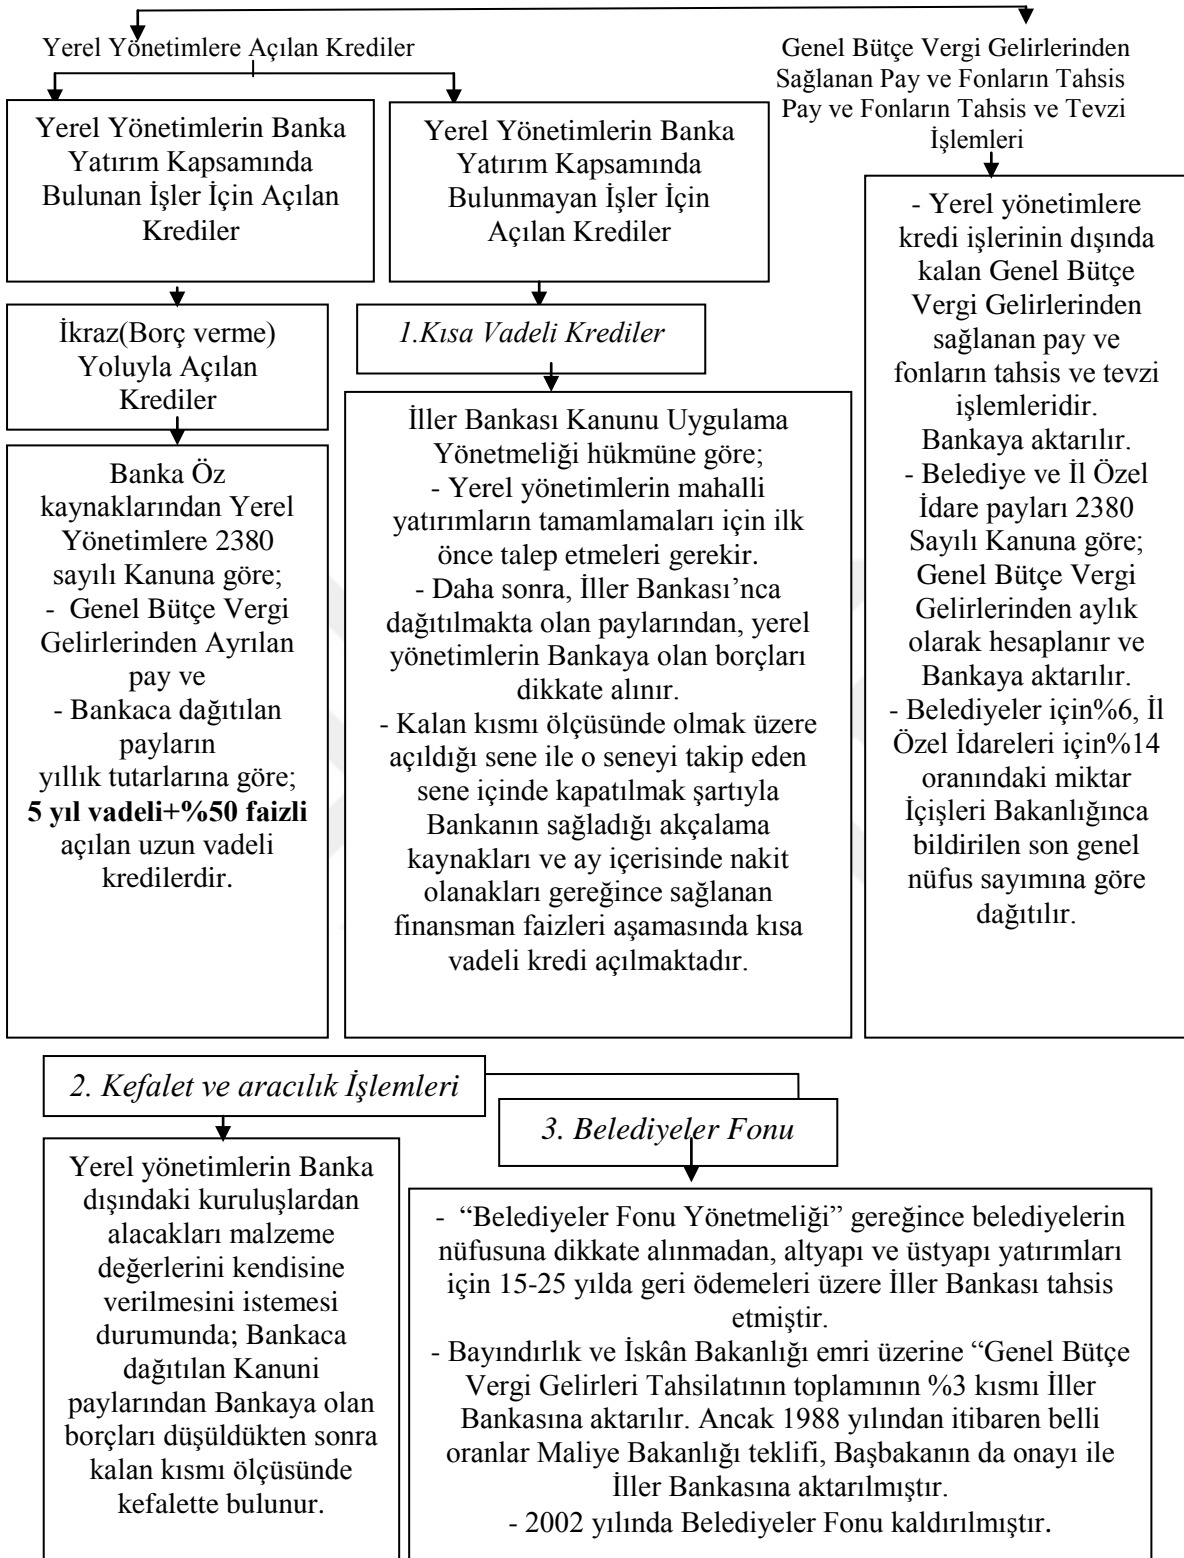 Yerel Yönetimlere Açılan Krediler
Genel Bütçe Vergi Gelirlerinden
Sağlanan Pay ve Fonların Tahsis
Pay ve Fonların Tahsis ve Tevzi
İşlemleri
Yerel Yönetimlerin Banka
Yatırım Kapsamında
Bulunan İşler İçin Açılan
Krediler
Yerel Yönetimlerin Banka
Yatırım Kapsamında
Bulunmayan İşler İçin
Açılan Krediler
- Yerel yönetimlere
kredi işlerinin dışında
kalan Genel Bütçe
Vergi Gelirlerinden
sağlanan pay ve
fonların tahsis ve tevzi
işlemleridir.
Bankaya aktarılır.
- Belediye ve İl Özel
İdare payları 2380
Sayılı Kanuna göre;
Genel Bütçe Vergi
Gelirlerinden aylık
olarak hesaplanır ve
Bankaya aktarılır.
- Belediyeler için%6, İl
Özel İdareleri için%14
oranındaki miktar
İçişleri Bakanlığınca
bildirilen son genel
nüfus sayımına göre
dağıtılır.
İkraz(Borç verme)
Yoluyla Açılan
Krediler
1.Kısa Vadeli Krediler
Banka Öz
kaynaklarından Yerel
Yönetimlere 2380
sayılı Kanuna göre;
- Genel Bütçe Vergi
Gelirlerinden Ayrılan
pay ve
- Bankaca dağıtılan
payların
yıllık tutarlarına göre;
5 yıl vadeli+%50 faizli
açılan uzun vadeli
kredilerdir.
İller Bankası Kanunu Uygulama
Yönetmeliği hükmüne göre;
- Yerel yönetimlerin mahalli
yatırımların tamamlamaları için ilk
önce talep etmeleri gerekir.
- Daha sonra, İller Bankası’nca
dağıtılmakta olan paylarından, yerel
yönetimlerin Bankaya olan borçları
dikkate alınır.
- Kalan kısmı ölçüsünde olmak üzere
açıldığı sene ile o seneyi takip eden
sene içinde kapatılmak şartıyla
Bankanın sağladığı akçalama
kaynakları ve ay içerisinde nakit
olanakları gereğince sağlanan
finansman faizleri aşamasında kısa
vadeli kredi açılmaktadır.
2. Kefalet ve aracılık İşlemleri
3. Belediyeler Fonu
Yerel yönetimlerin Banka
dışındaki kuruluşlardan
alacakları malzeme
değerlerini kendisine
verilmesini istemesi
durumunda; Bankaca
dağıtılan Kanuni
paylarından Bankaya olan
borçları düşüldükten sonra
kalan kısmı ölçüsünde
kefalette bulunur.
- “Belediyeler Fonu Yönetmeliği” gereğince belediyelerin
nüfusuna dikkate alınmadan, altyapı ve üstyapı yatırımları
için 15-25 yılda geri ödemeleri üzere İller Bankası tahsis
etmiştir.
- Bayındırlık ve İskân Bakanlığı emri üzerine “Genel Bütçe
Vergi Gelirleri Tahsilatının toplamının %3 kısmı İller
Bankasına aktarılır. Ancak 1988 yılından itibaren belli
oranlar Maliye Bakanlığı teklifi, Başbakanın da onayı ile
İller Bankasına aktarılmıştır.
- 2002 yılında Belediyeler Fonu kaldırılmıştır.